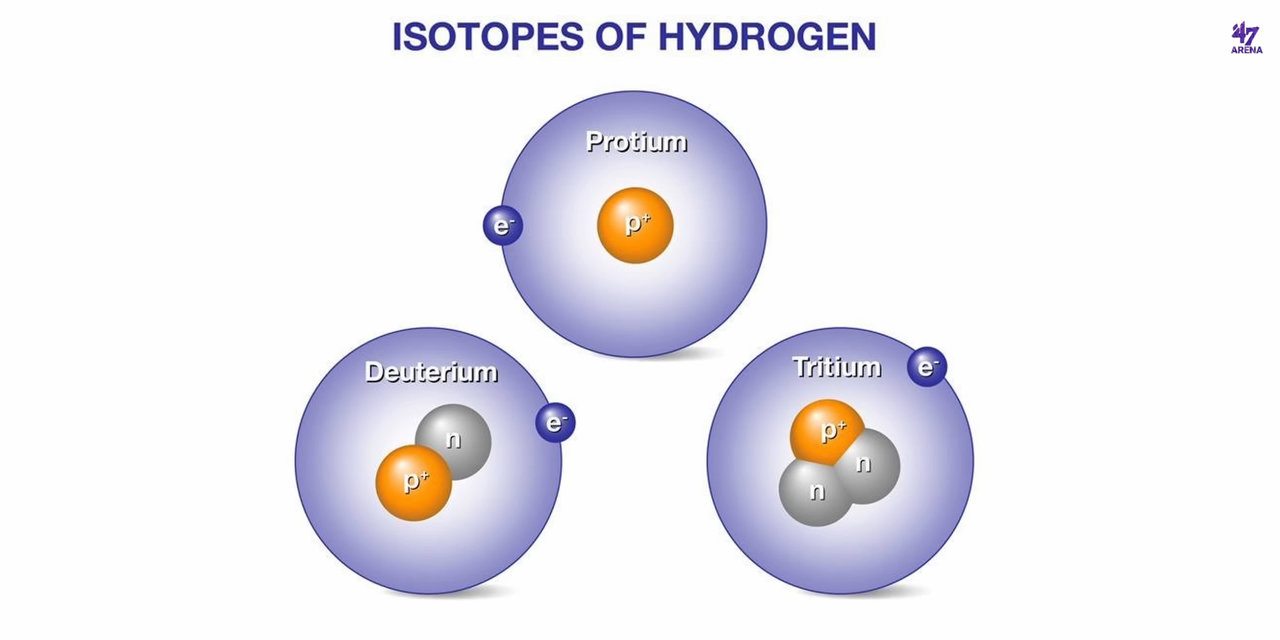 ISOTOPES OF HYDROGEN
47
ARENA
Protium
e-
p+
Deuterium
e-
n
p+
Tritium
e-
p+
n
n